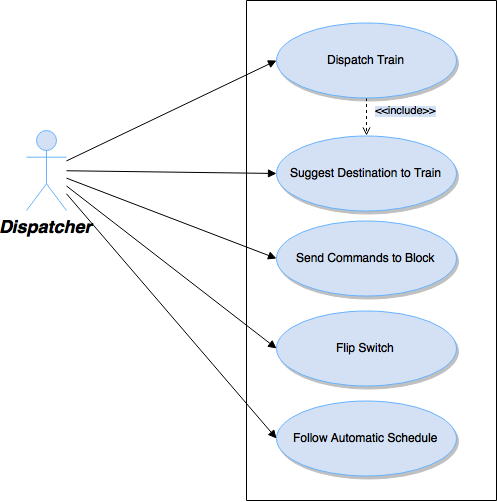 Dispatch Train
<<include>>
Suggest Destination to Train
Dispatcher
Send Commands to Block
Flip Switch
Follow Automatic Schedule